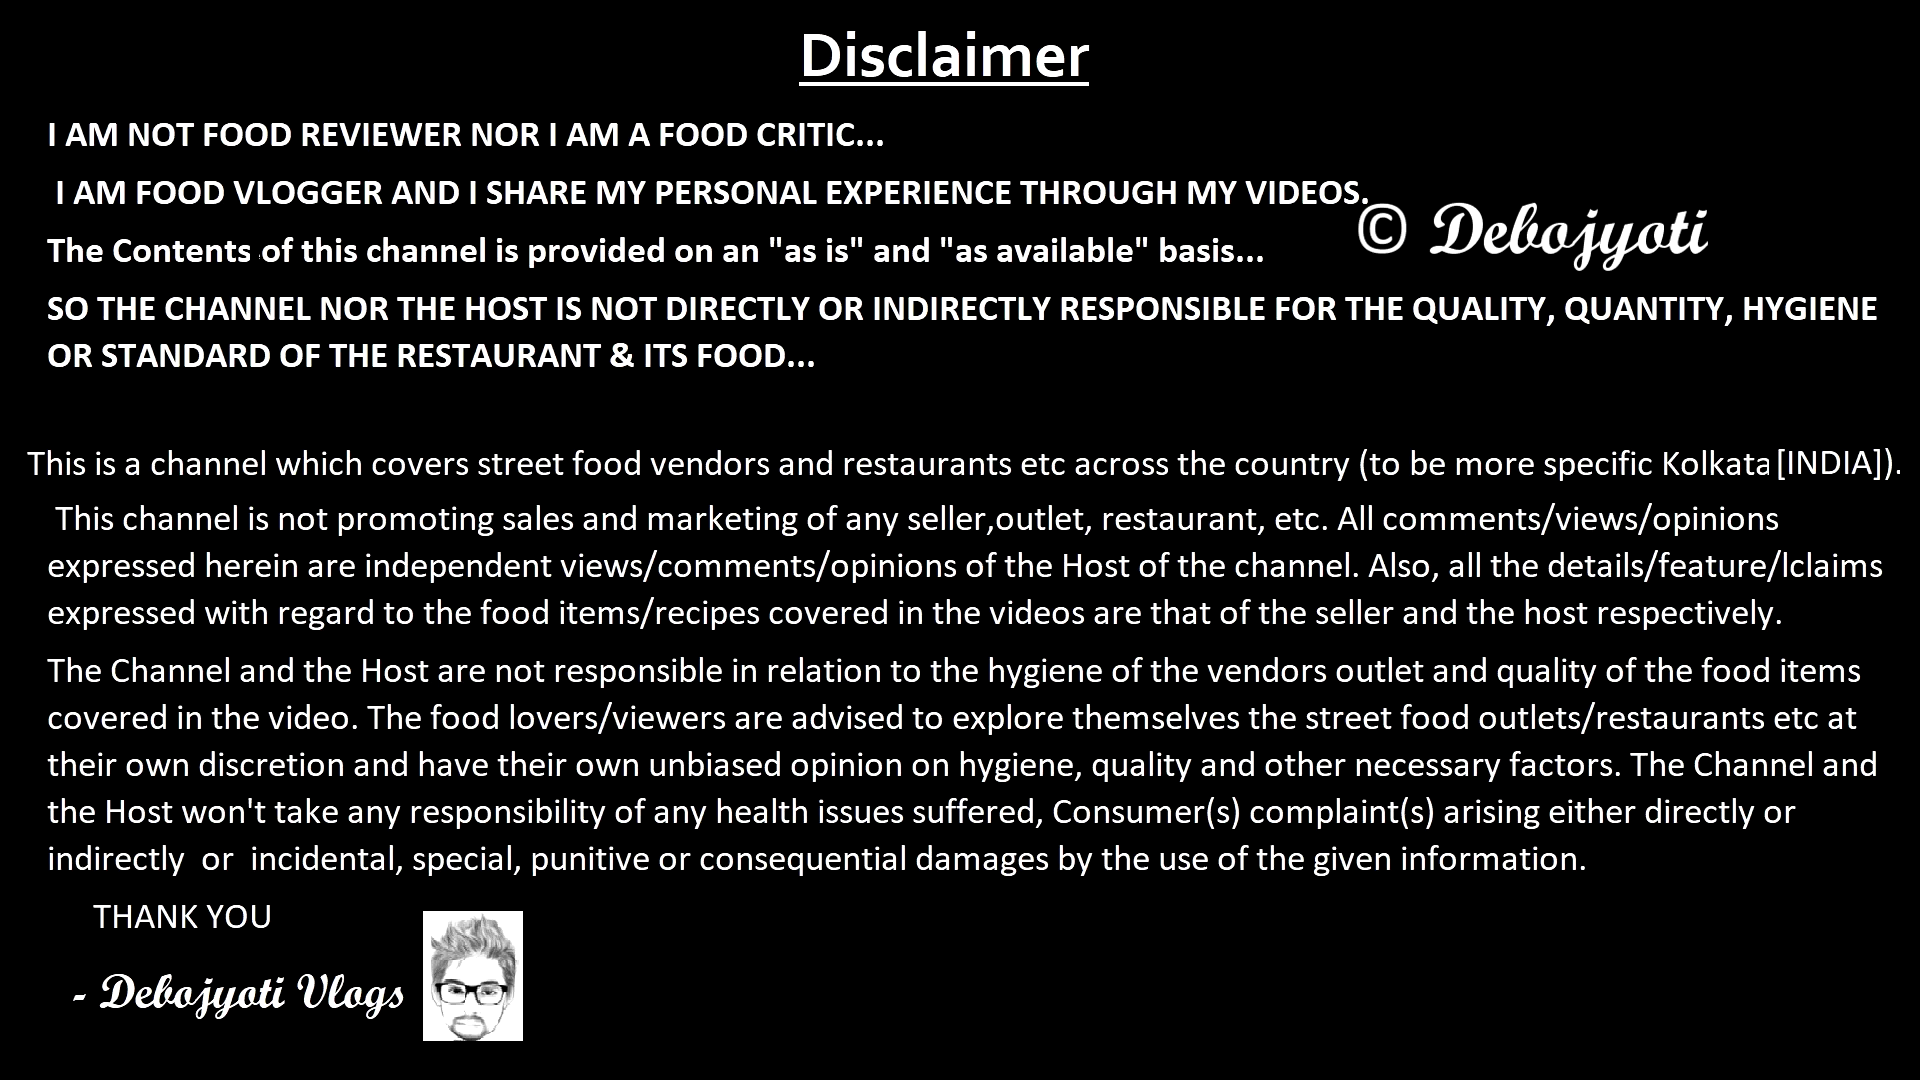 Disclaimer
I AM NOT FOOD REVIEWER NOR I AM A FOOD CRITIC...
I AM FOOD VLOGGER AND I SHARE MY PERSONAL EXPERIENCE THROUGH MY VIDEOS.
© Debojyoti
The Contents of this channel is provided on an "as is" and "as available" basis...
SO THE CHANNEL NOR THE HOST IS NOT DIRECTLY OR INDIRECTLY RESPONSIBLE FOR THE QUALITY, QUANTITY, HYGIENE
OR STANDARD OF THE RESTAURANT & ITS FOOD...
This is a channel which covers street food vendors and restaurants etc across the country (to be more specific Kolkata [INDIA]).
This channel is not promoting sales and marketing of any seller,outlet, restaurant, etc. All comments/views/opinions
expressed herein are independent views/comments/opinions of the Host of the channel. Also, all the details/feature/lclaims
expressed with regard to the food items/recipes covered in the videos are that of the seller and the host respectively.
The Channel and the Host are not responsible in relation to the hygiene of the vendors outlet and quality of the food items
covered in the video. The food lovers/viewers are advised to explore themselves the street food outlets/restaurants etc at
their own discretion and have their own unbiased opinion on hygiene, quality and other necessary factors. The Channel and
the Host won't take any responsibility of any health issues suffered, Consumer(s) complaint(s) arising either directly or
indirectly or incidental, special, punitive or consequential damages by the use of the given information.
THANK YOU
- Debojyoti Vlogs